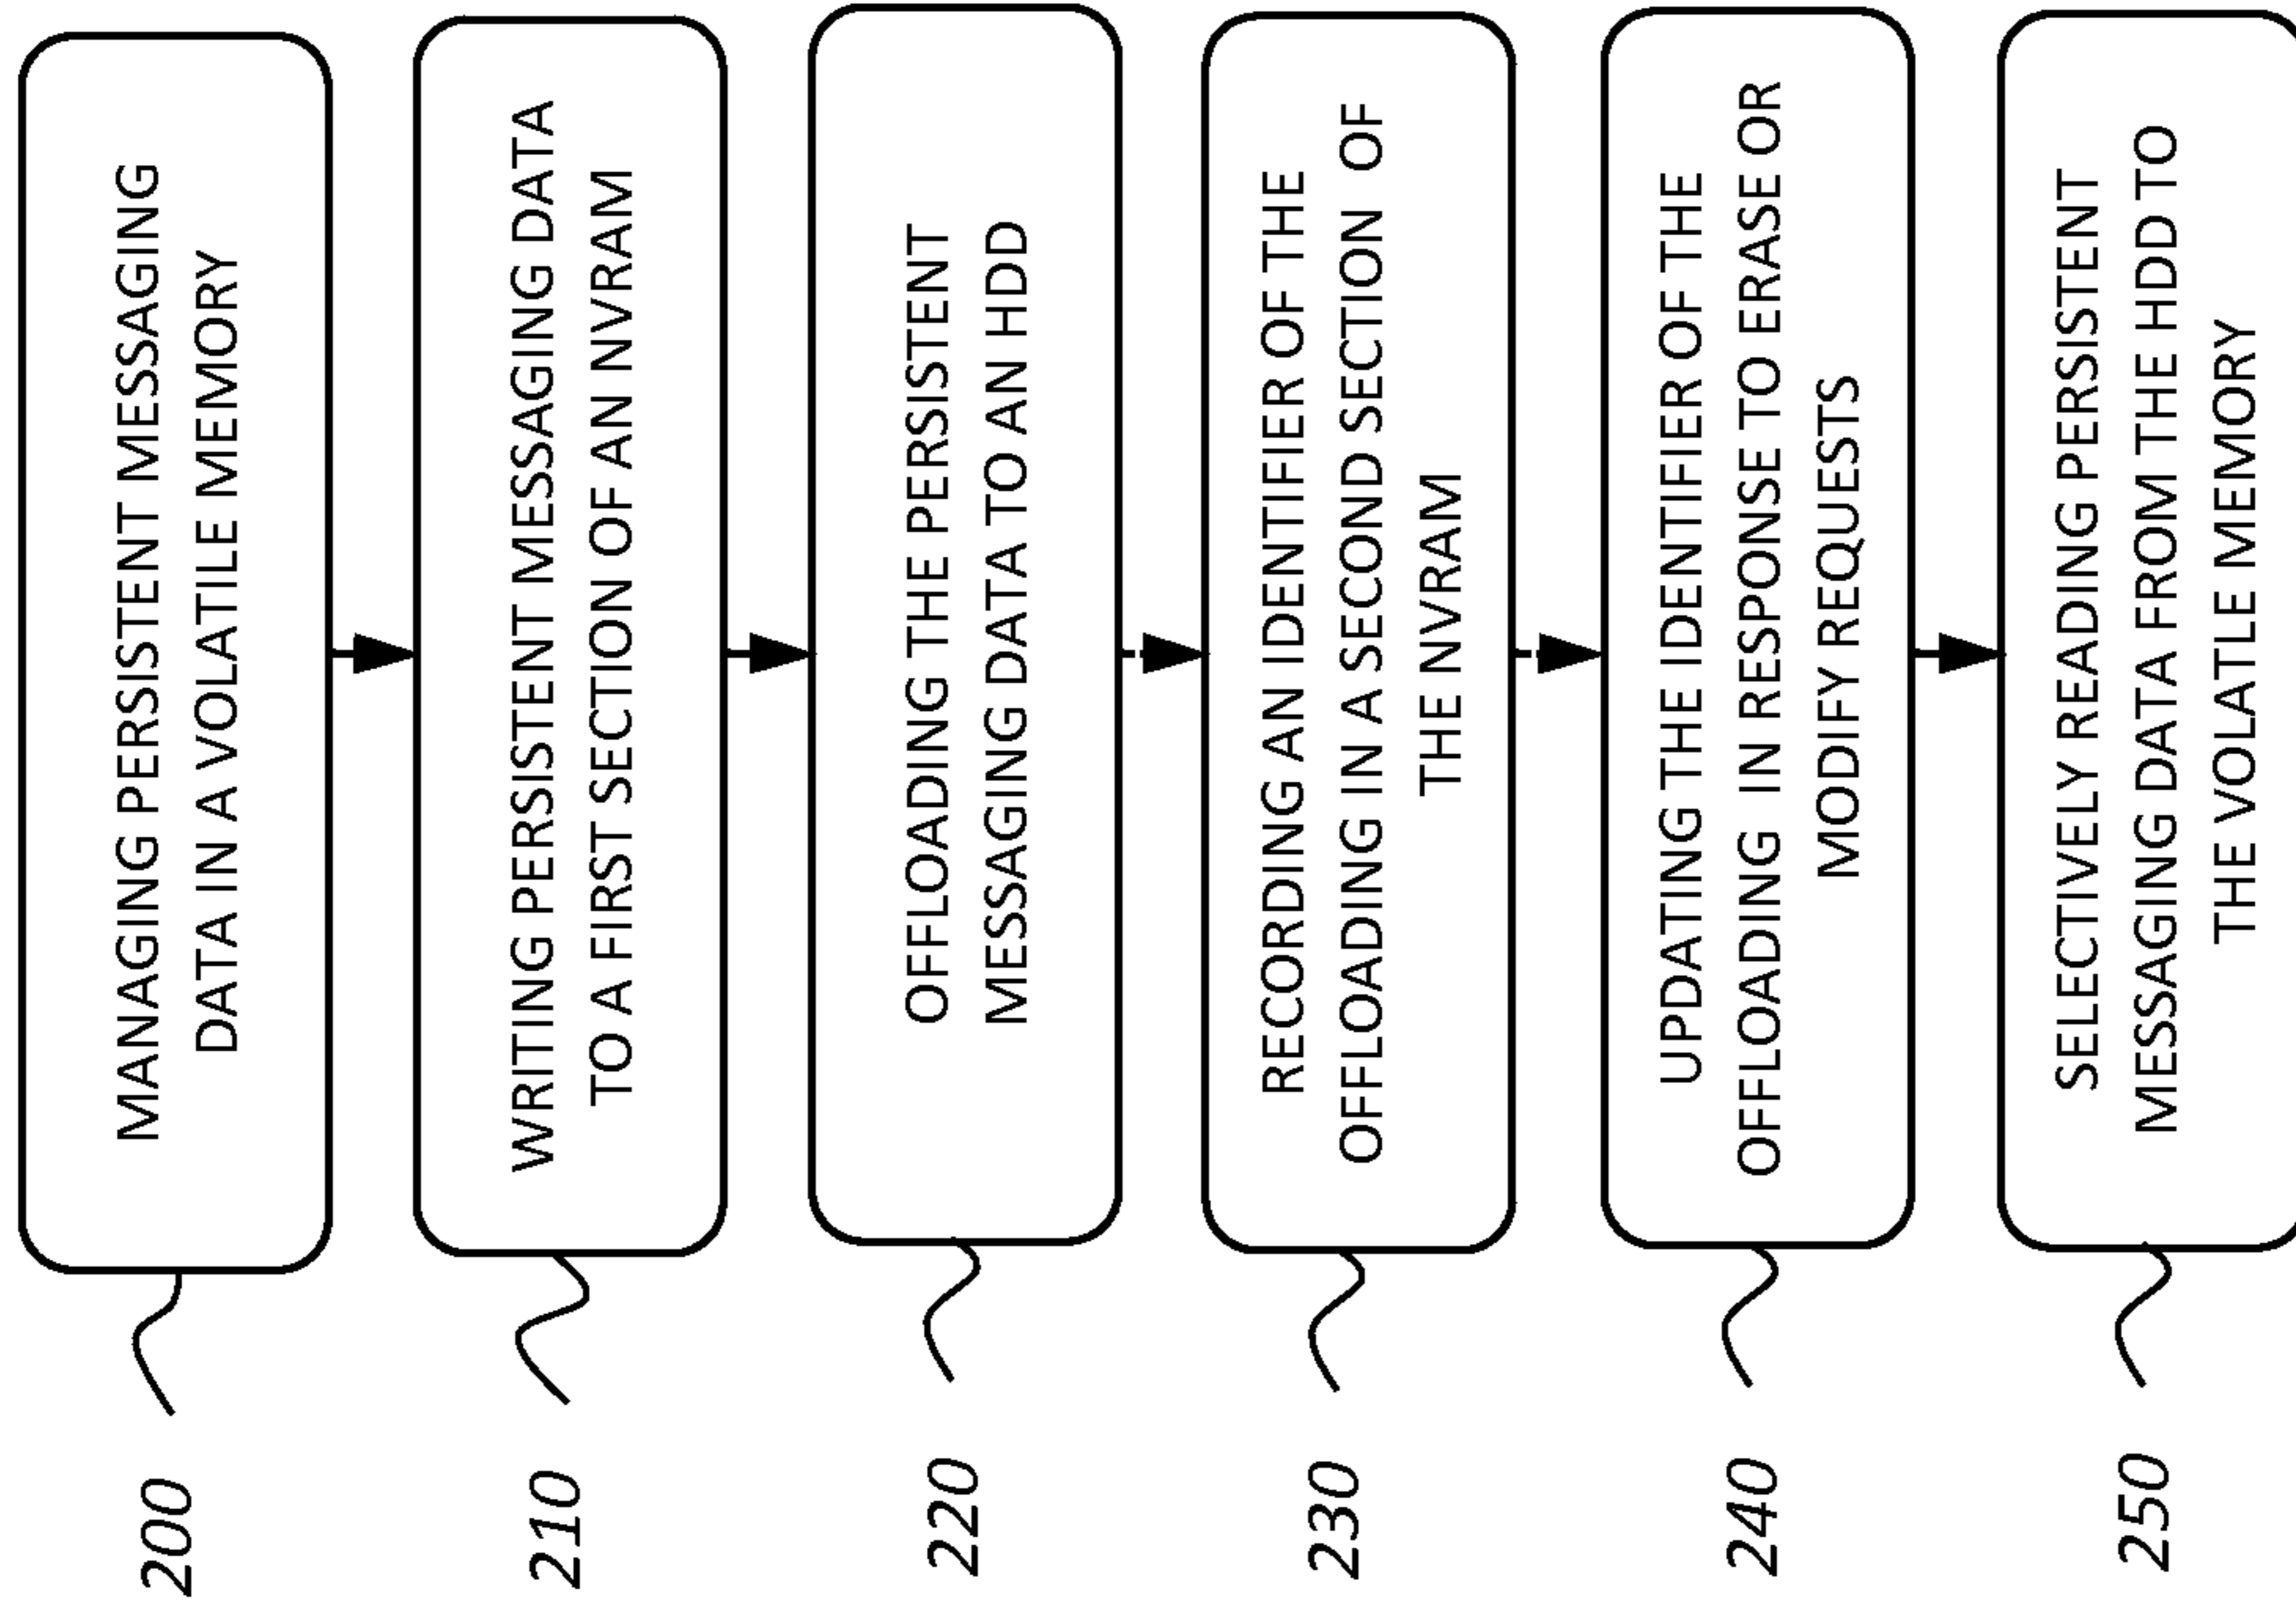 200
MANAGING PERSISTENT MESSAGING
DATA IN A VOLATILE MEMORY
210
WRITING PERSISTENT MESSAGING DATA
TO A FIRST SECTION OF AN NVRAM
220
OFFLOADING THE PERSISTENT
MESSAGING DATA TO AN HDD
230
RECORDING AN IDENTIFIER OF THE
OFFLOADING IN A SECOND SECTION OF
THE NVRAM
240
UPDATING THE IDENTIFIER OF THE
OFFLOADING IN RESPONSE TO ERASE OR
MODIFY REQUESTS
250
SELECTIVELY READING PERSISTENT
MESSAGING DATA FROM THE HDD TO
THE VOLATLE MEMORY